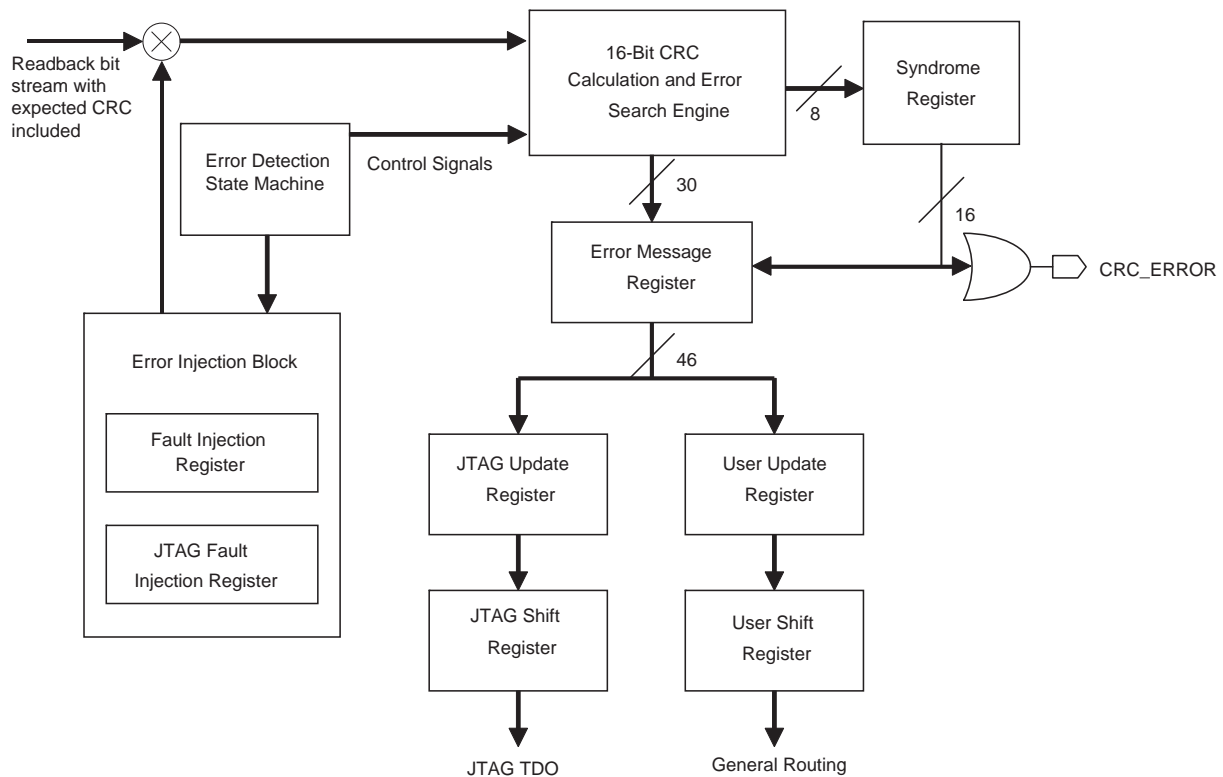 Readback bit
stream with
expected CRC
included
Error Detection
State Machine
Control Signals
16-Bit CRC
Calculation and Error
Search Engine
8
Syndrome
Register
30
16
Error Message
Register
CRC_ERROR
46
Error Injection Block
Fault Injection
Register
JTAG Fault
Injection Register
JTAG Update
Register
User Update
Register
JTAG Shift
Register
User Shift
Register
JTAG TDO
General Routing